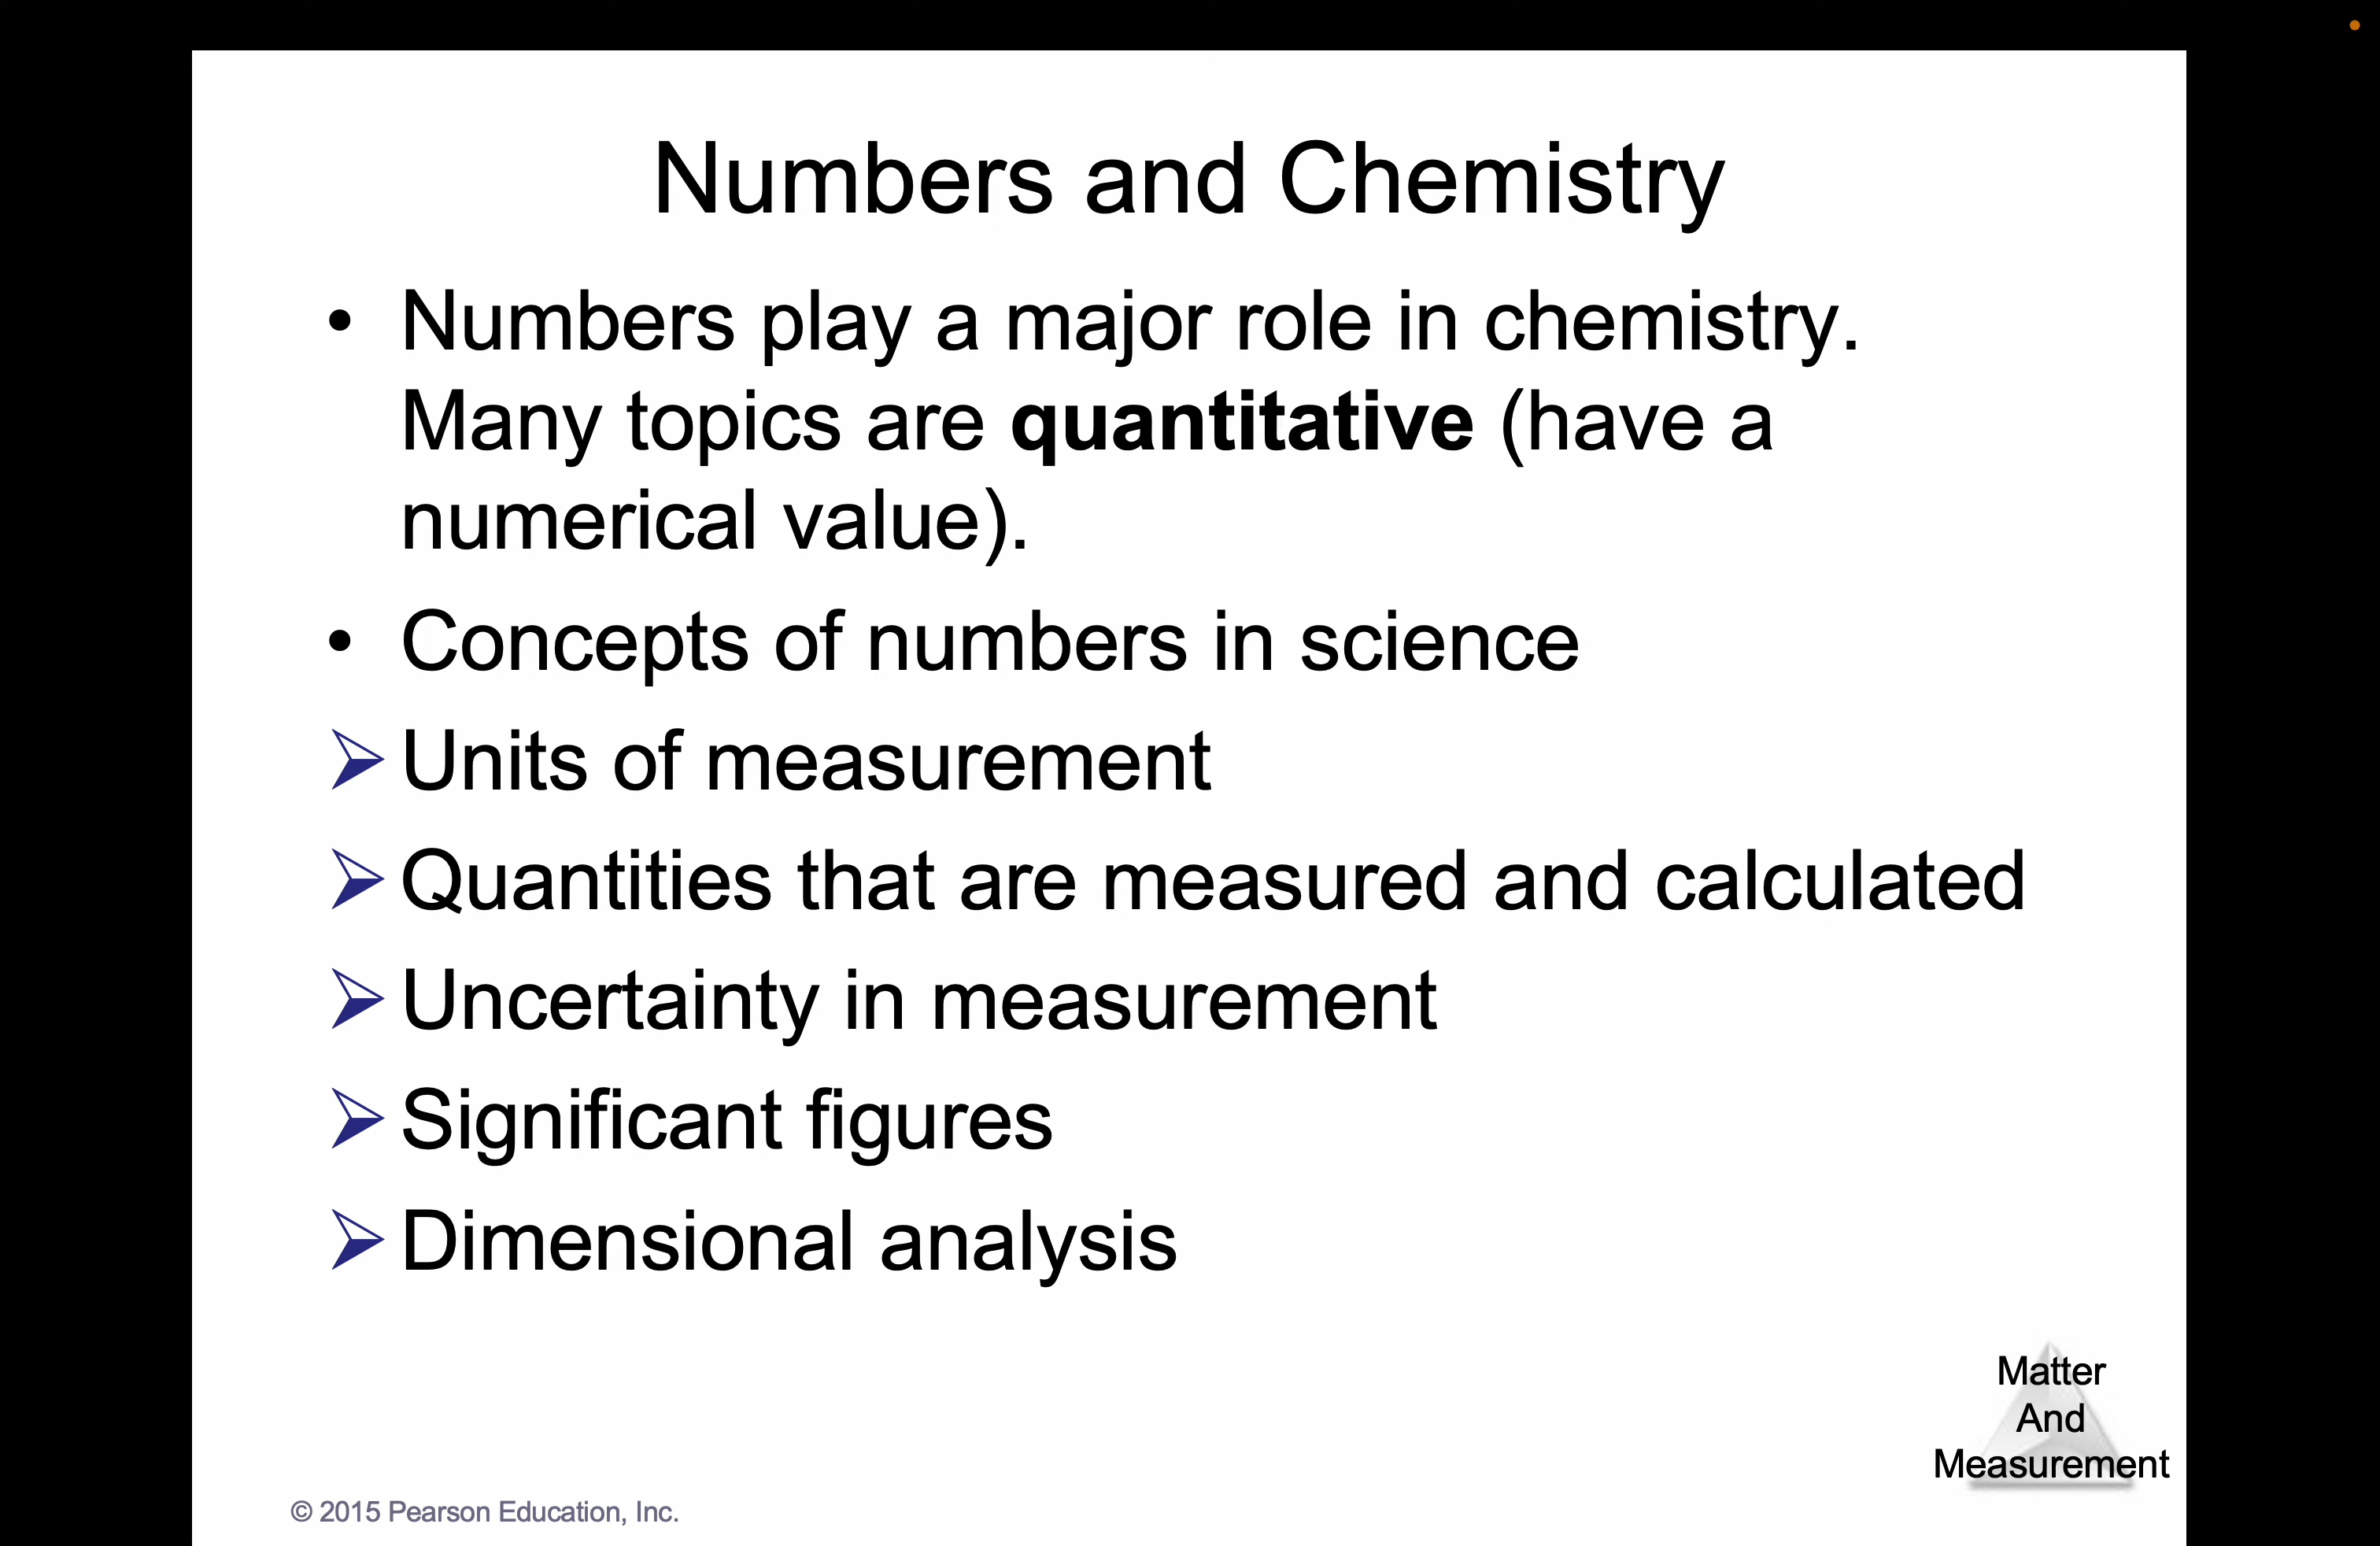 Numbers and Chemistry
• Numbers play a major role in chemistry.
Many topics are quantitative (have a
numerical value).
• Concepts of numbers in science
➢ Units of measurement
➢ Quantities that are measured and calculated
➢ Uncertainty in measurement
➢ Significant figures
➢ Dimensional analysis
Matter
And
Measurement
© 2015 Pearson Education, Inc.